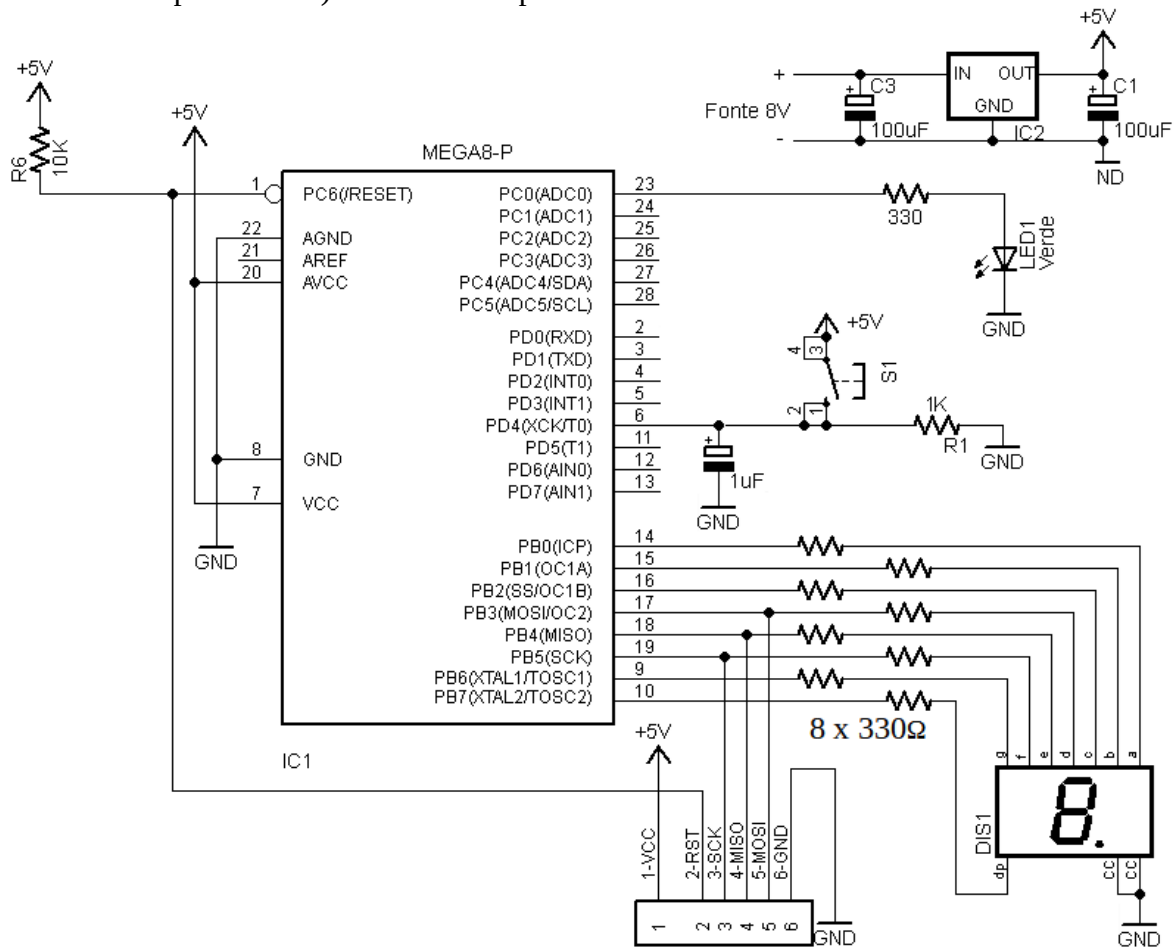 +5V
+5V
+5V
R6
10K
+
Fonte 8V
-
IN OUT
GND
IC2
+
C3
100uF
+
C1
100uF
ND
MEGA8-P
1 PC6(/RESET)
22 AGND
21 AREF
20 AVCC
8 GND
7 VCC
GND
PC0(ADC0) 23
PC1(ADC1) 24
PC2(ADC2) 25
PC3(ADC3) 26
PC4(ADC4/SDA) 27
PC5(ADC5/SCL) 28
PD0(RXD) 2
PD1(TXD) 3
PD2(INT0) 4
PD3(INT1) 5
PD4(XCK/T0) 6
PD5(T1) 11
PD6(AIN0) 12
PD7(AIN1) 13
PB0(ICP) 14
PB1(OC1A) 15
PB2(SS/OC1B) 16
PB3(MOSI/OC2) 17
PB4(MISO) 18
PB5(SCK) 19
PB6(XTAL1/TOSC1) 9
PB7(XTAL2/TOSC2) 10
IC1
330
LED1
Verde
GND
+5V
4 3
S1
2 1
1K
R1
GND
+
1uF
GND
8 x 330Ω
g f e d c b a
8.
DIS1
dp
CC CC
GND
+5V
1-VCC
2-RST
3-SCK
4-MISO
5-MOSI
6-GND
1 2 3 4 5 6
GND